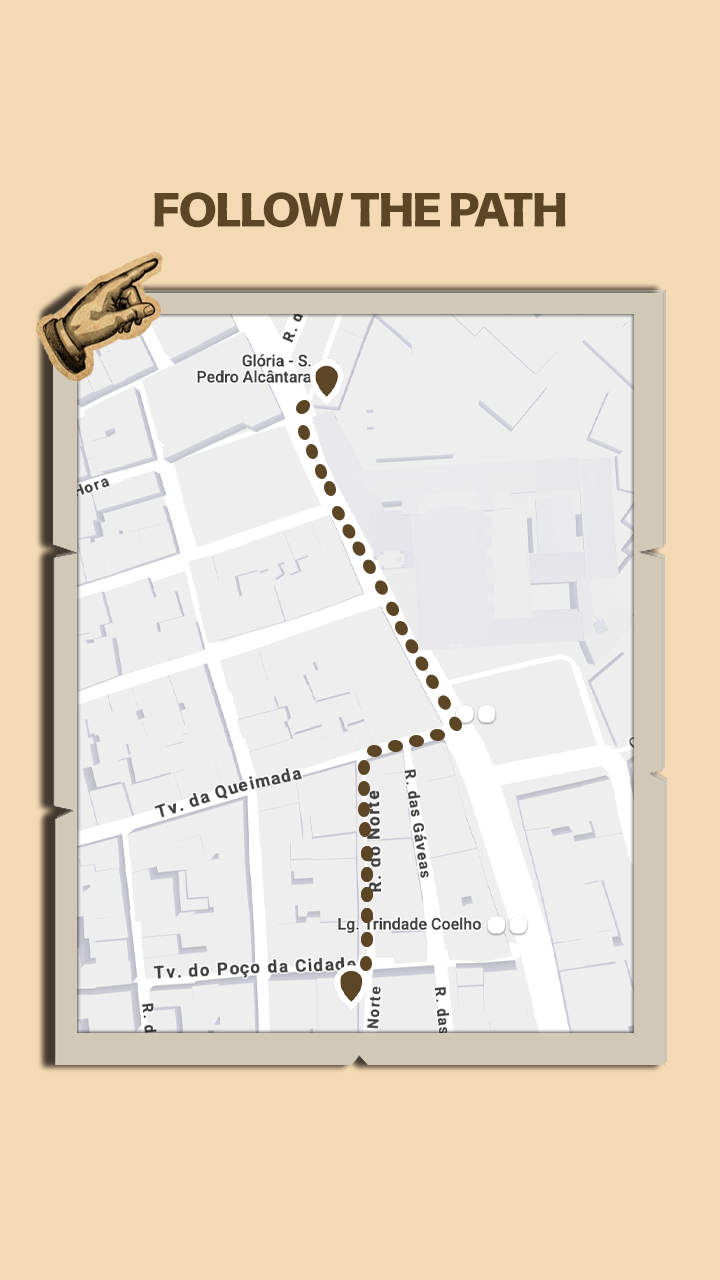 FOLLOW THE PATH
R. d
Glória - S.
Pedro Alcântara
Hora
Tv. da Queimada
R. do Norte
R. das Gáveas
Lg. Trindade Coelho
Tv. do Poço da Cidade
R. d
Norte
R. das